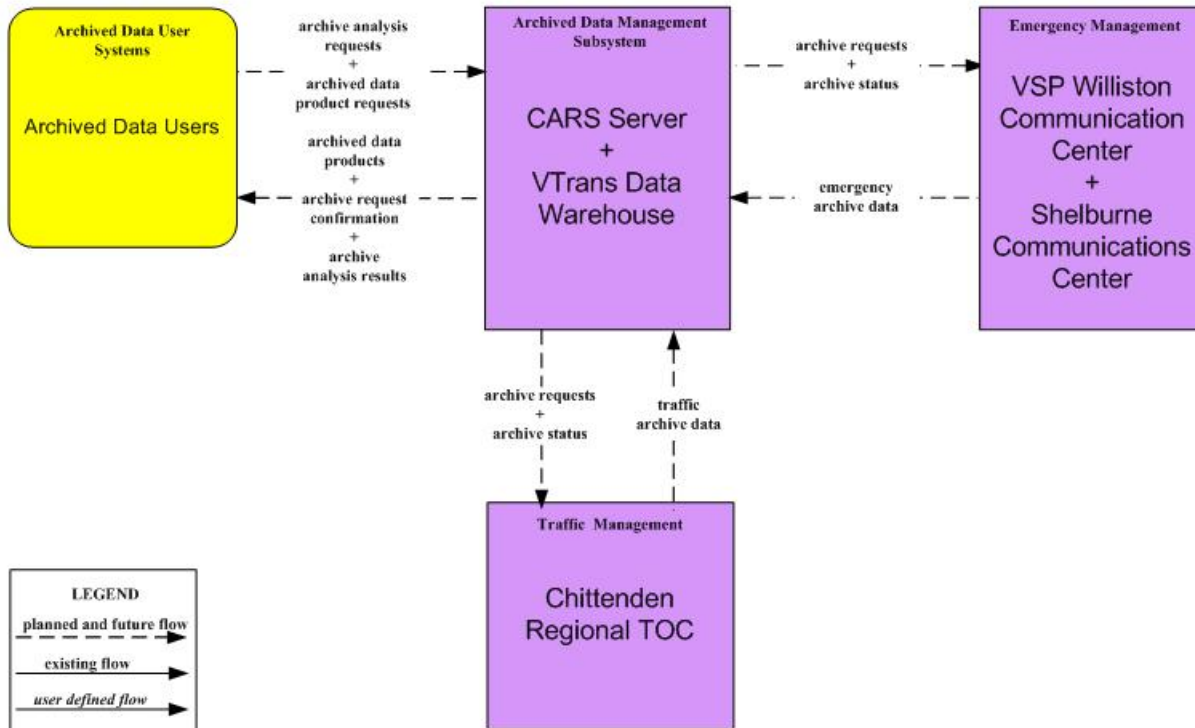 Archived Data User
Systems
Archived Data Users
archive analysis
requests
+
archived data
product requests
archived data
products
+
archive request
confirmation
+
archive
analysis results
Archived Data Management
Subsystem
CARS Server
+
VTrans Data
Warehouse
archive requests
+
archive status
emergency
archive data
Emergency Management
VSP Williston
Communication
Center
+
Shelburne
Communications
Center
archive requests
+
archive status
traffic
archive data
Traffic Management
Chittenden
Regional TOC
LEGEND
planned and future flow
existing flow
user defined flow